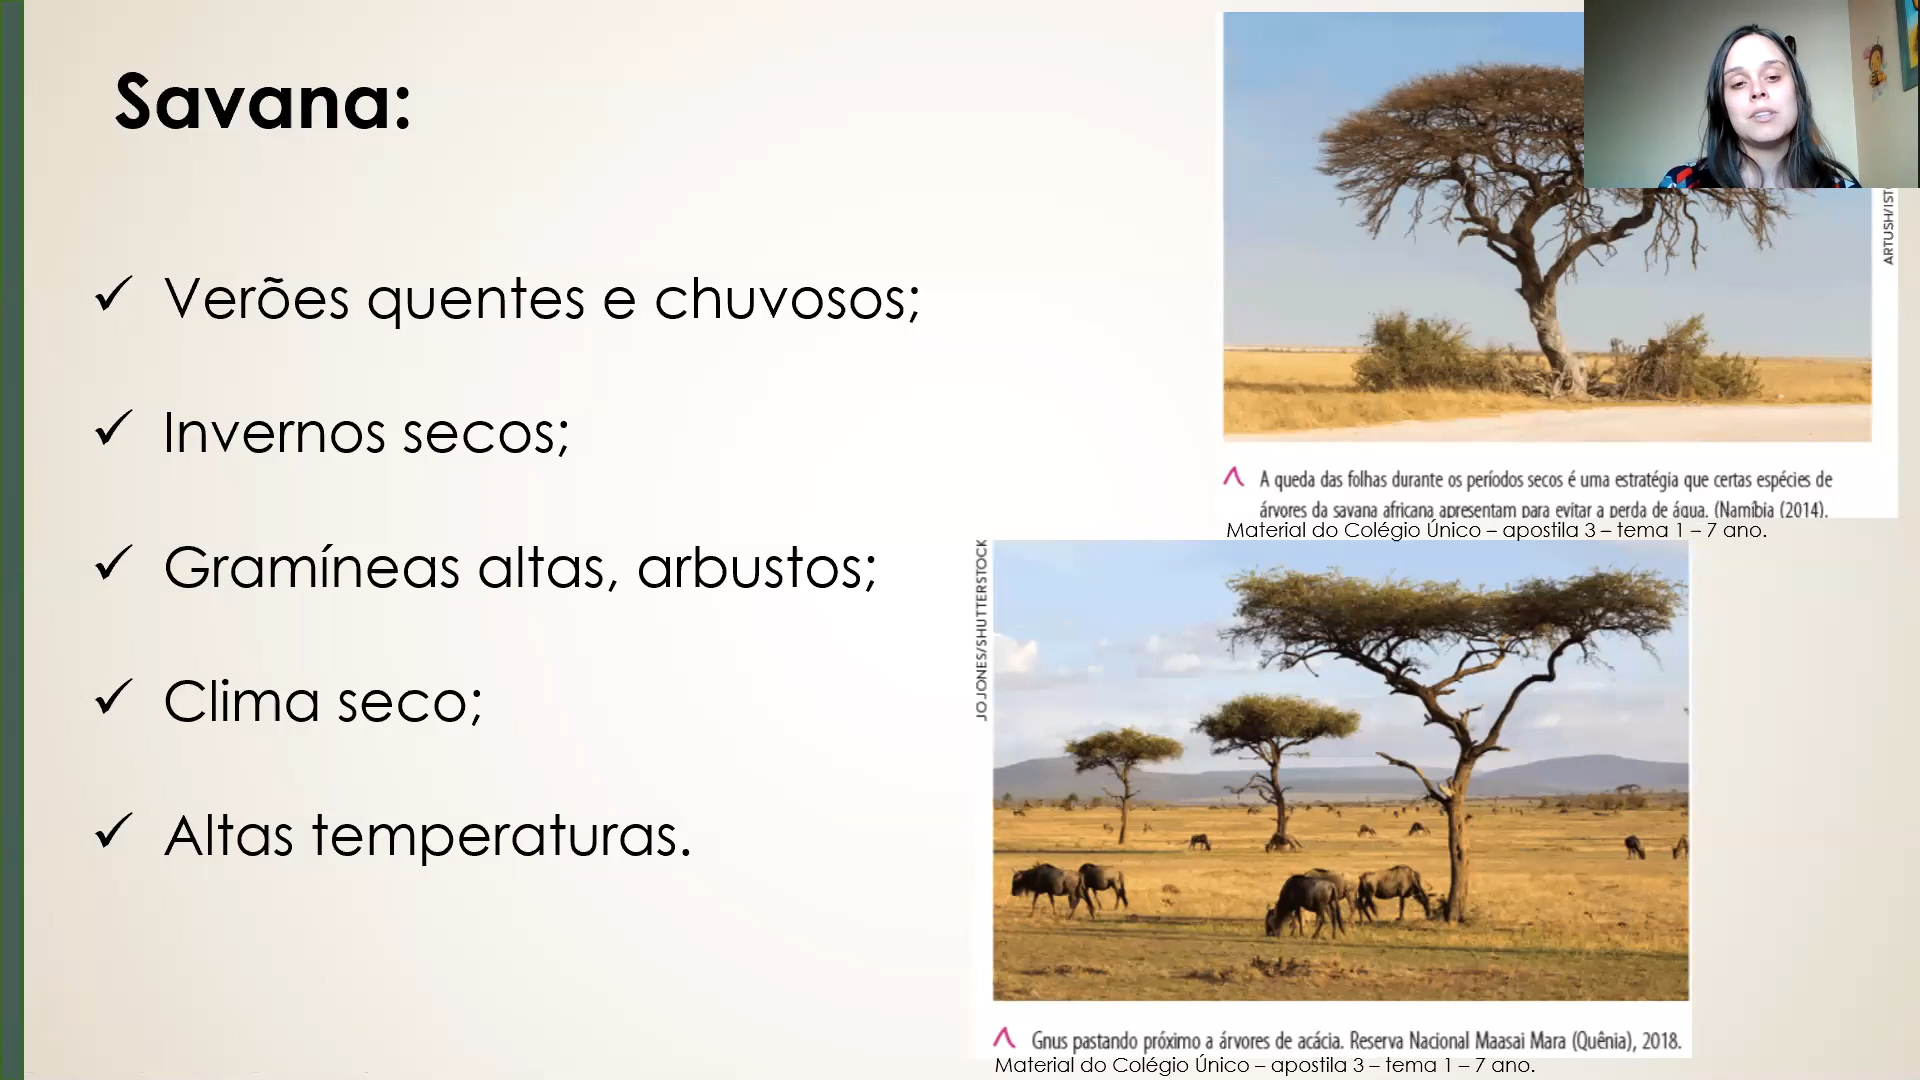 Savana:
✓ Verões quentes e chuvosos;
✓ Invernos secos;
✓ Gramíneas altas, arbustos;
✓ Clima seco;
✓ Altas temperaturas.
ARTUSH/
A queda das folhas durante os períodos secos é uma estratégia que certas espécies de
árvores da savana africana apresentam para evitar a perda de água. (Namíbia (2014).
Material do Colégio Único – apostila 3 – tema 1 – 7 ano.
JO JONES/SHUTTERSTOCK
Gnus pastando próximo a árvores de acácia. Reserva Nacional Maasai Mara (Quênia), 2018.
Material do Colégio Único – apostila 3 – tema 1 – 7 ano.